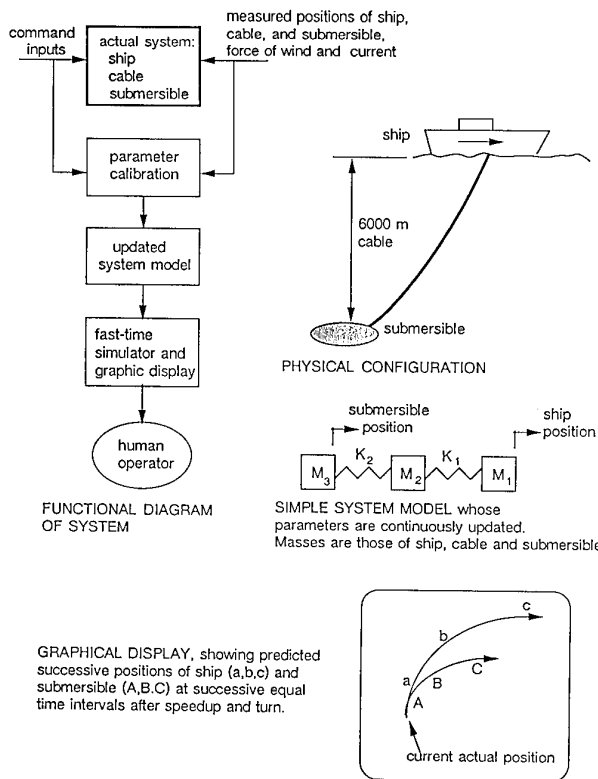 command
inputs
actual system:
ship
cable
submersible
measured positions of ship,
cable, and submersible,
force of wind and current
parameter
calibration
updated
system model
fast-time
simulator and
graphic display
human
operator
FUNCTIONAL DIAGRAM
OF SYSTEM
ship
6000 m
cable
submersible
PHYSICAL CONFIGURATION
submersible
position
ship
position
M3
K2
M2
K1
M1
SIMPLE SYSTEM MODEL whose
parameters are continuously updated.
Masses are those of ship, cable and submersible
GRAPHICAL DISPLAY, showing predicted
successive positions of ship (a,b,c) and
submersible (A,B.C) at successive equal
time intervals after speedup and turn.
c
b
a
C
B
A
current actual position